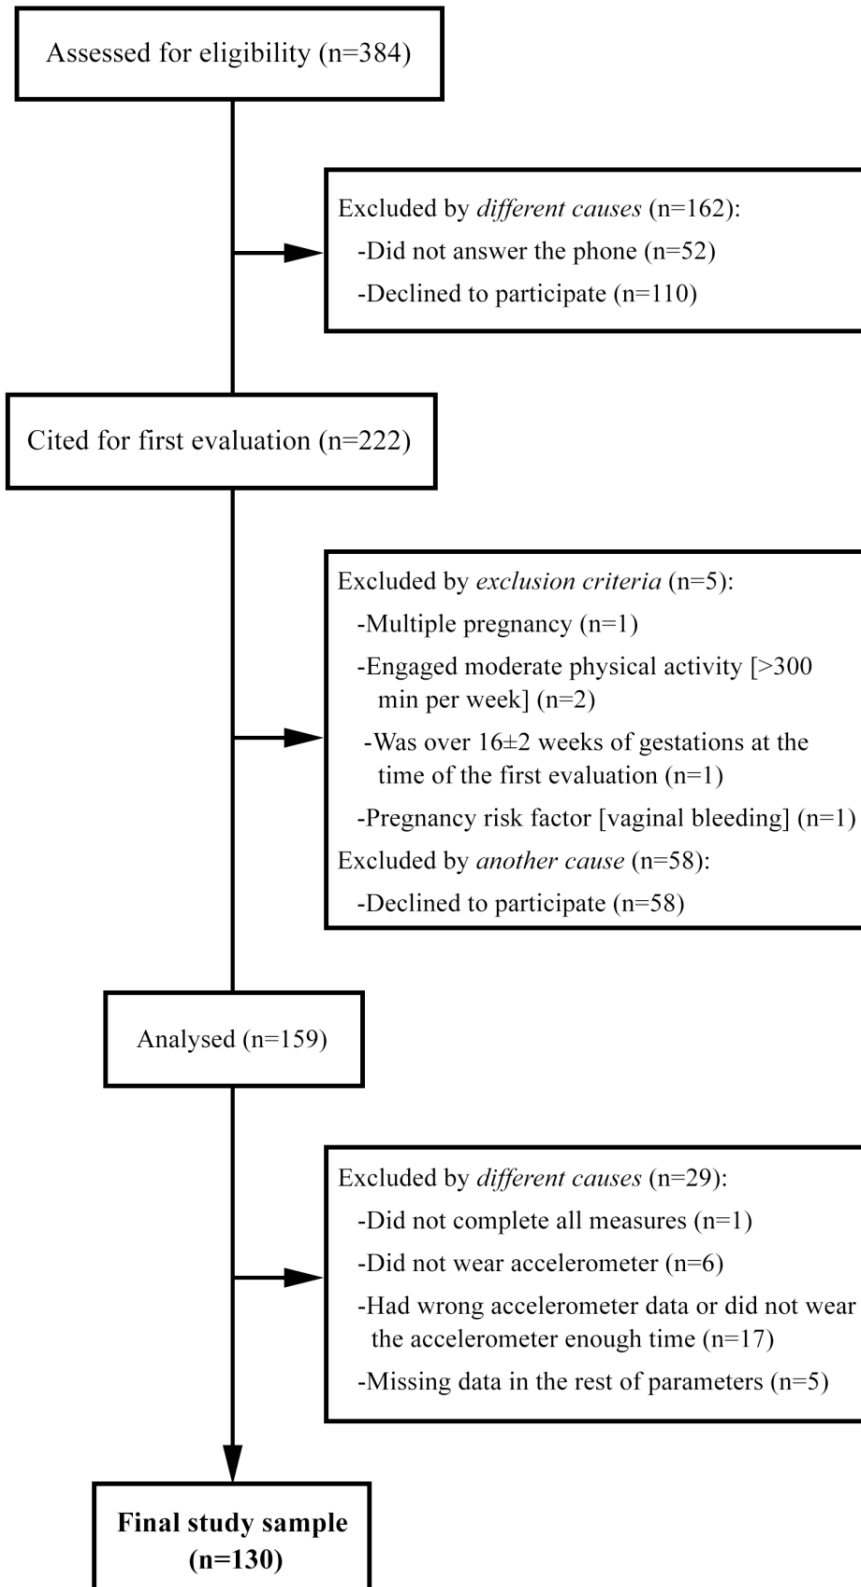 Assessed for eligibility (n=384)
Excluded by different causes (n=162):
-Did not answer the phone (n=52)
-Declined to participate (n=110)
Cited for first evaluation (n=222)
Excluded by exclusion criteria (n=5):
-Multiple pregnancy (n=1)
-Engaged moderate physical activity [>300
min per week] (n=2)
-Was over 16±2 weeks of gestations at the
time of the first evaluation (n=1)
-Pregnancy risk factor [vaginal bleeding] (n=1)
Excluded by another cause (n=58):
-Declined to participate (n=58)
Analysed (n=159)
Excluded by different causes (n=29):
-Did not complete all measures (n=1)
-Did not wear accelerometer (n=6)
-Had wrong accelerometer data or did not wear
the accelerometer enough time (n=17)
-Missing data in the rest of parameters (n=5)
Final study sample
(n=130)